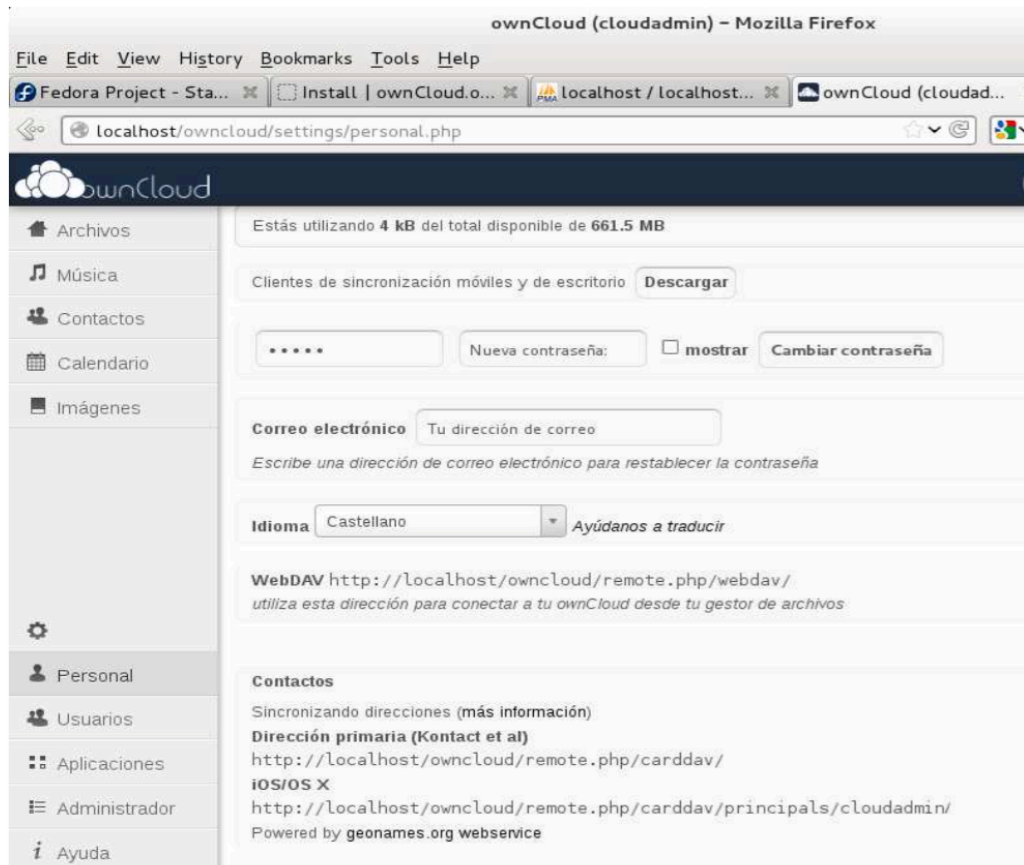 ownCloud (cloudadmin) – Mozilla Firefox
File Edit View History Bookmarks Tools Help
Fedora Project - Sta... Install | ownCloud.o... localhost / localhost... ownCloud (cloudad...
localhost/owncloud/settings/personal.php
ownCloud
Archivos
Música
Contactos
Calendario
Imágenes
Personal
Usuarios
Aplicaciones
Administrador
Ayuda
Estás utilizando 4 kB del total disponible de 661.5 MB
Clientes de sincronización móviles y de escritorio Descargar
••••• Nueva contraseña: mostrar Cambiar contraseña
Correo electrónico Tu dirección de correo
Escribe una dirección de correo electrónico para restablecer la contraseña
Idioma Castellano Ayúdanos a traducir
WebDAV http://localhost/owncloud/remote.php/webdav/
utiliza esta dirección para conectar a tu ownCloud desde tu gestor de archivos
Contactos
Sincronizando direcciones (más información)
Dirección primaria (Kontact et al)
http://localhost/owncloud/remote.php/carddav/
iOS/OS X
http://localhost/owncloud/remote.php/carddav/principals/cloudadmin/
Powered by geonames.org webservice